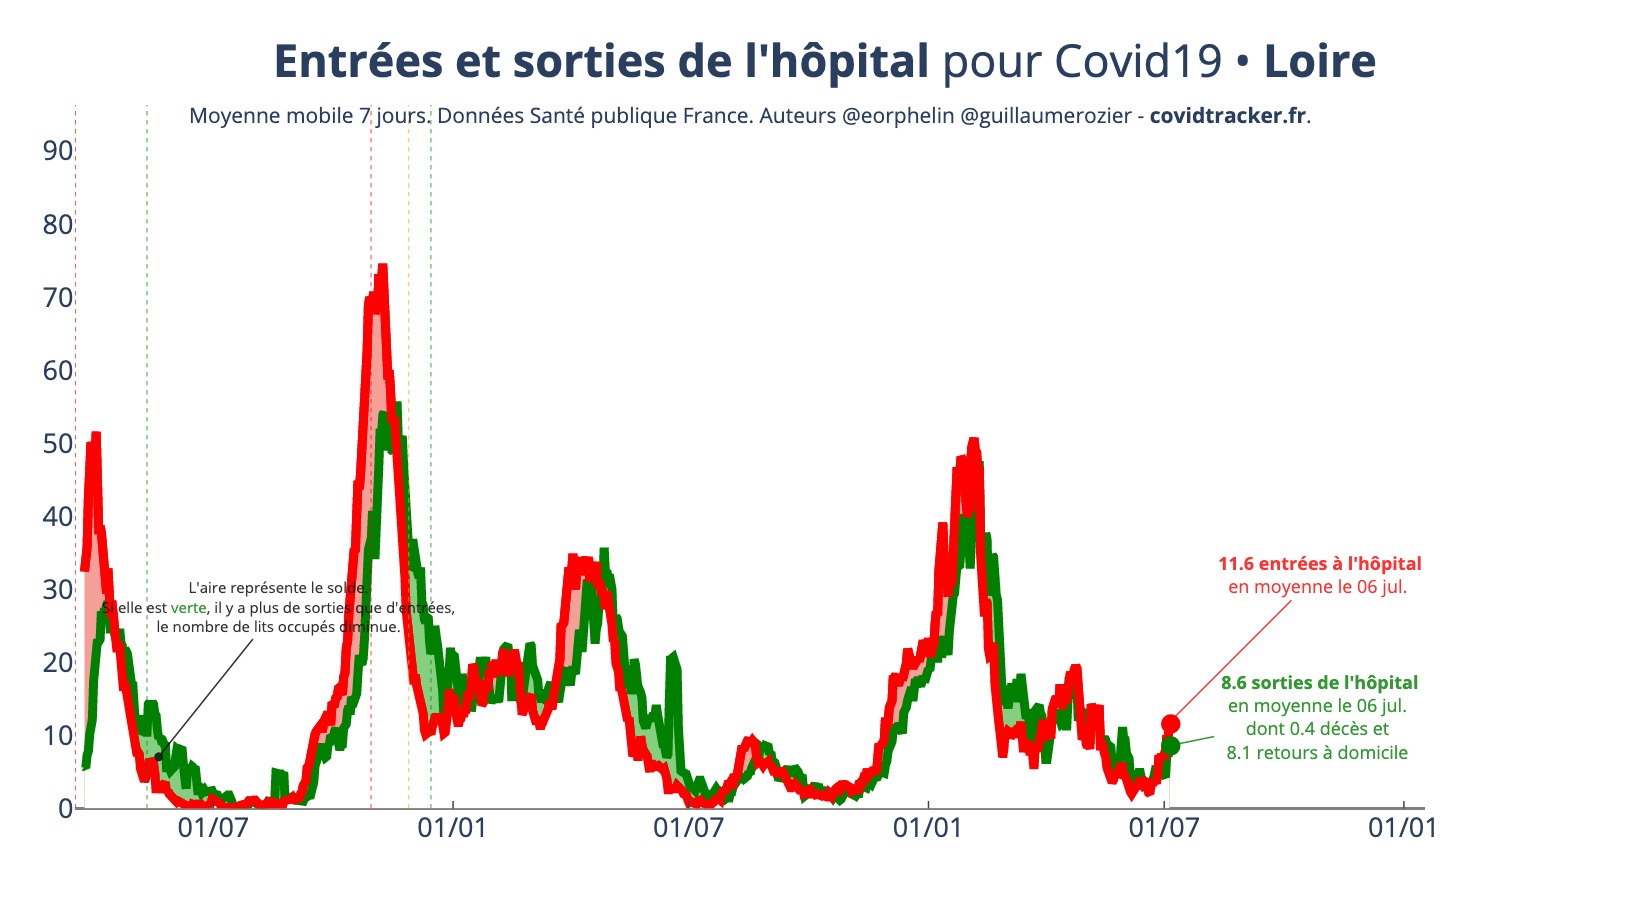 Entrées et sorties de l'hôpital pour Covid19 • Loire
Moyenne mobile 7 jours. Données Santé publique France. Auteurs @eorphelin @guillaumerozier - covidtracker.fr.
90
80
70
60
50
40
30
20
10
0
L'aire représente le solde.
Si elle est verte, il y a plus de sorties que d'entrées,
le nombre de lits occupés diminue.
11.6 entrées à l'hôpital
en moyenne le 06 jul.
8.6 sorties de l'hôpital
en moyenne le 06 jul.
dont 0.4 décès et
8.1 retours à domicile
01/07
01/01
01/07
01/01
01/07
01/01